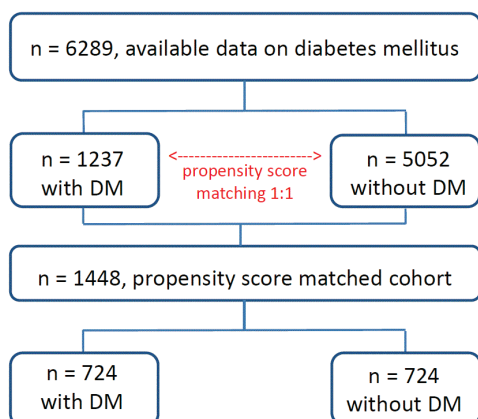 n = 6289, available data on diabetes mellitus
n = 1237
with DM
<----------------------->
propensity score
matching 1:1
n = 5052
without DM
n = 1448, propensity score matched cohort
n = 724
with DM
n = 724
without DM